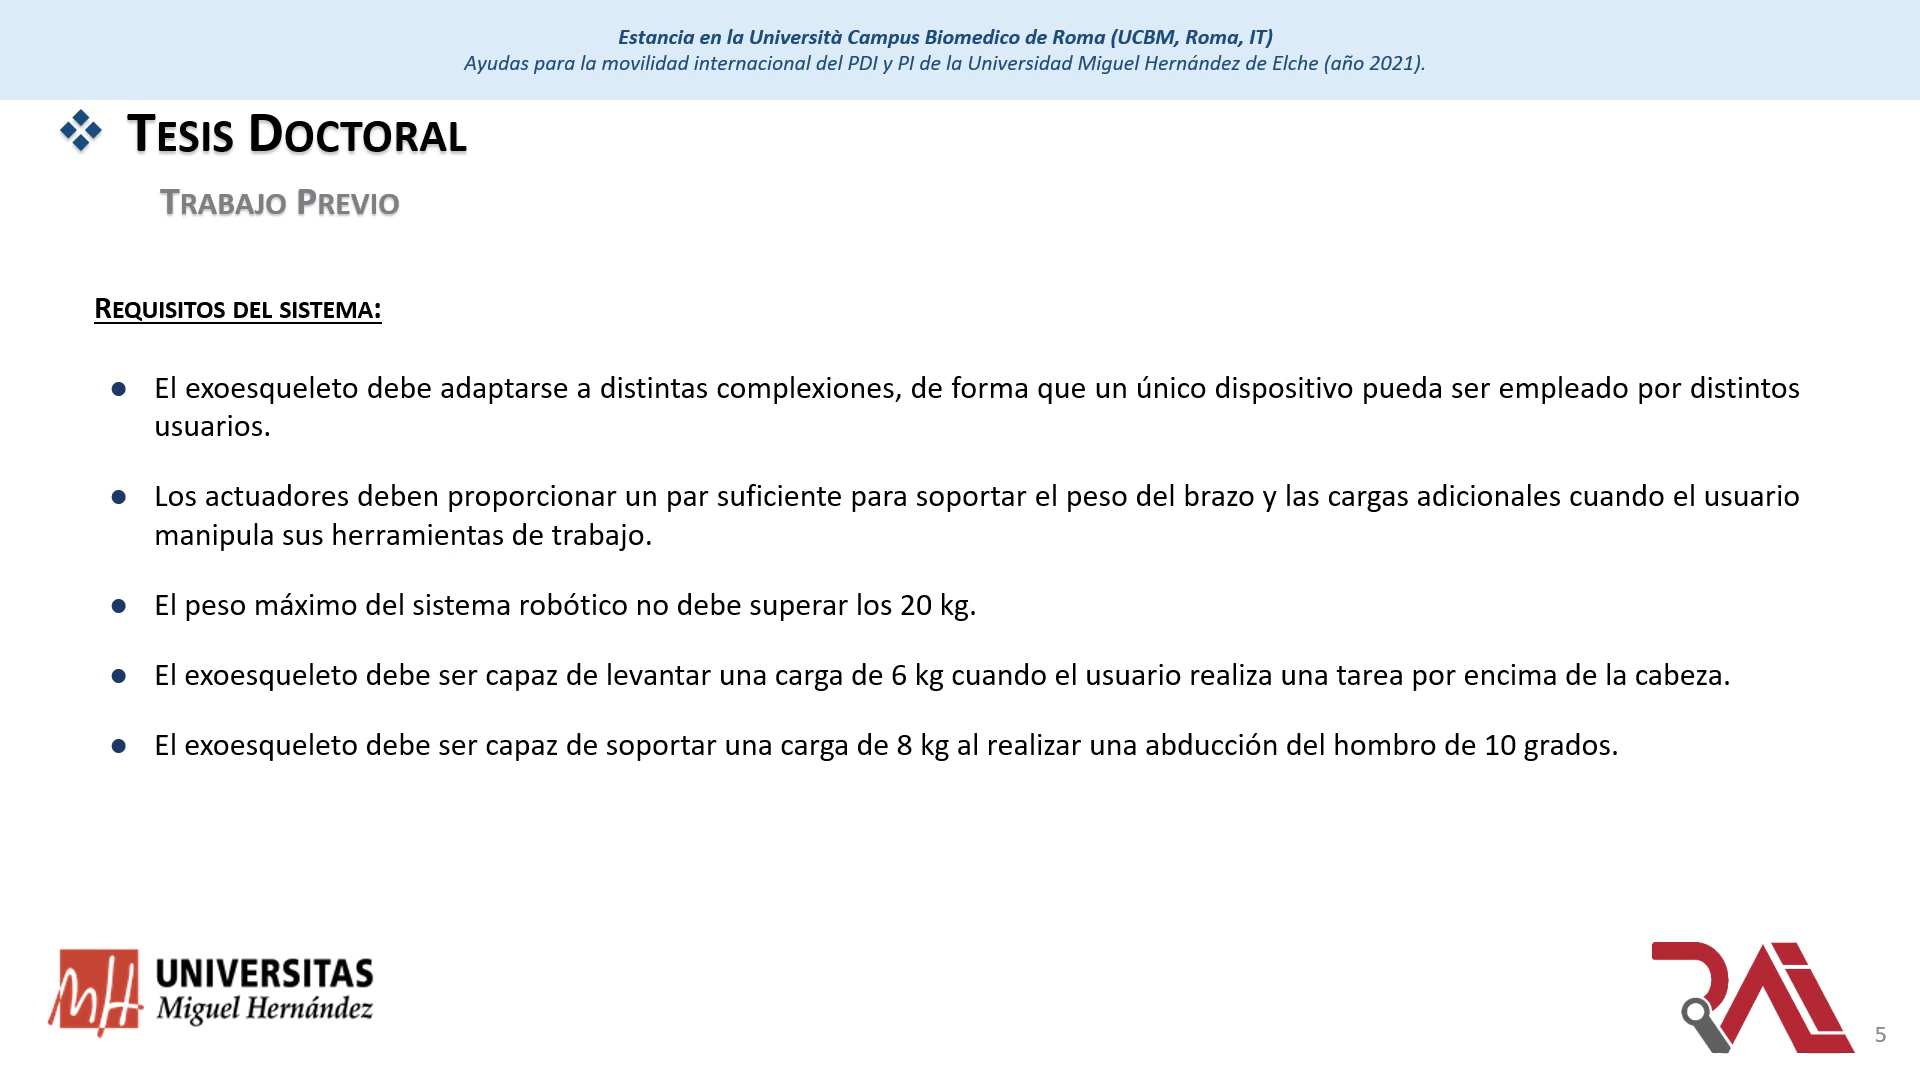 Estancia en la Università Campus Biomedico de Roma (UCBM, Roma, IT)
Ayudas para la movilidad internacional del PDI y PI de la Universidad Miguel Hernández de Elche (año 2021).
❖ Tesis Doctoral
Trabajo Previo
Requisitos del sistema:
● El exoesqueleto debe adaptarse a distintas complexiones, de forma que un único dispositivo pueda ser empleado por distintos
usuarios.
● Los actuadores deben proporcionar un par suficiente para soportar el peso del brazo y las cargas adicionales cuando el usuario
manipula sus herramientas de trabajo.
● El peso máximo del sistema robótico no debe superar los 20 kg.
● El exoesqueleto debe ser capaz de levantar una carga de 6 kg cuando el usuario realiza una tarea por encima de la cabeza.
● El exoesqueleto debe ser capaz de soportar una carga de 8 kg al realizar una abducción del hombro de 10 grados.
UNIVERSITAS
Miguel Hernández
5